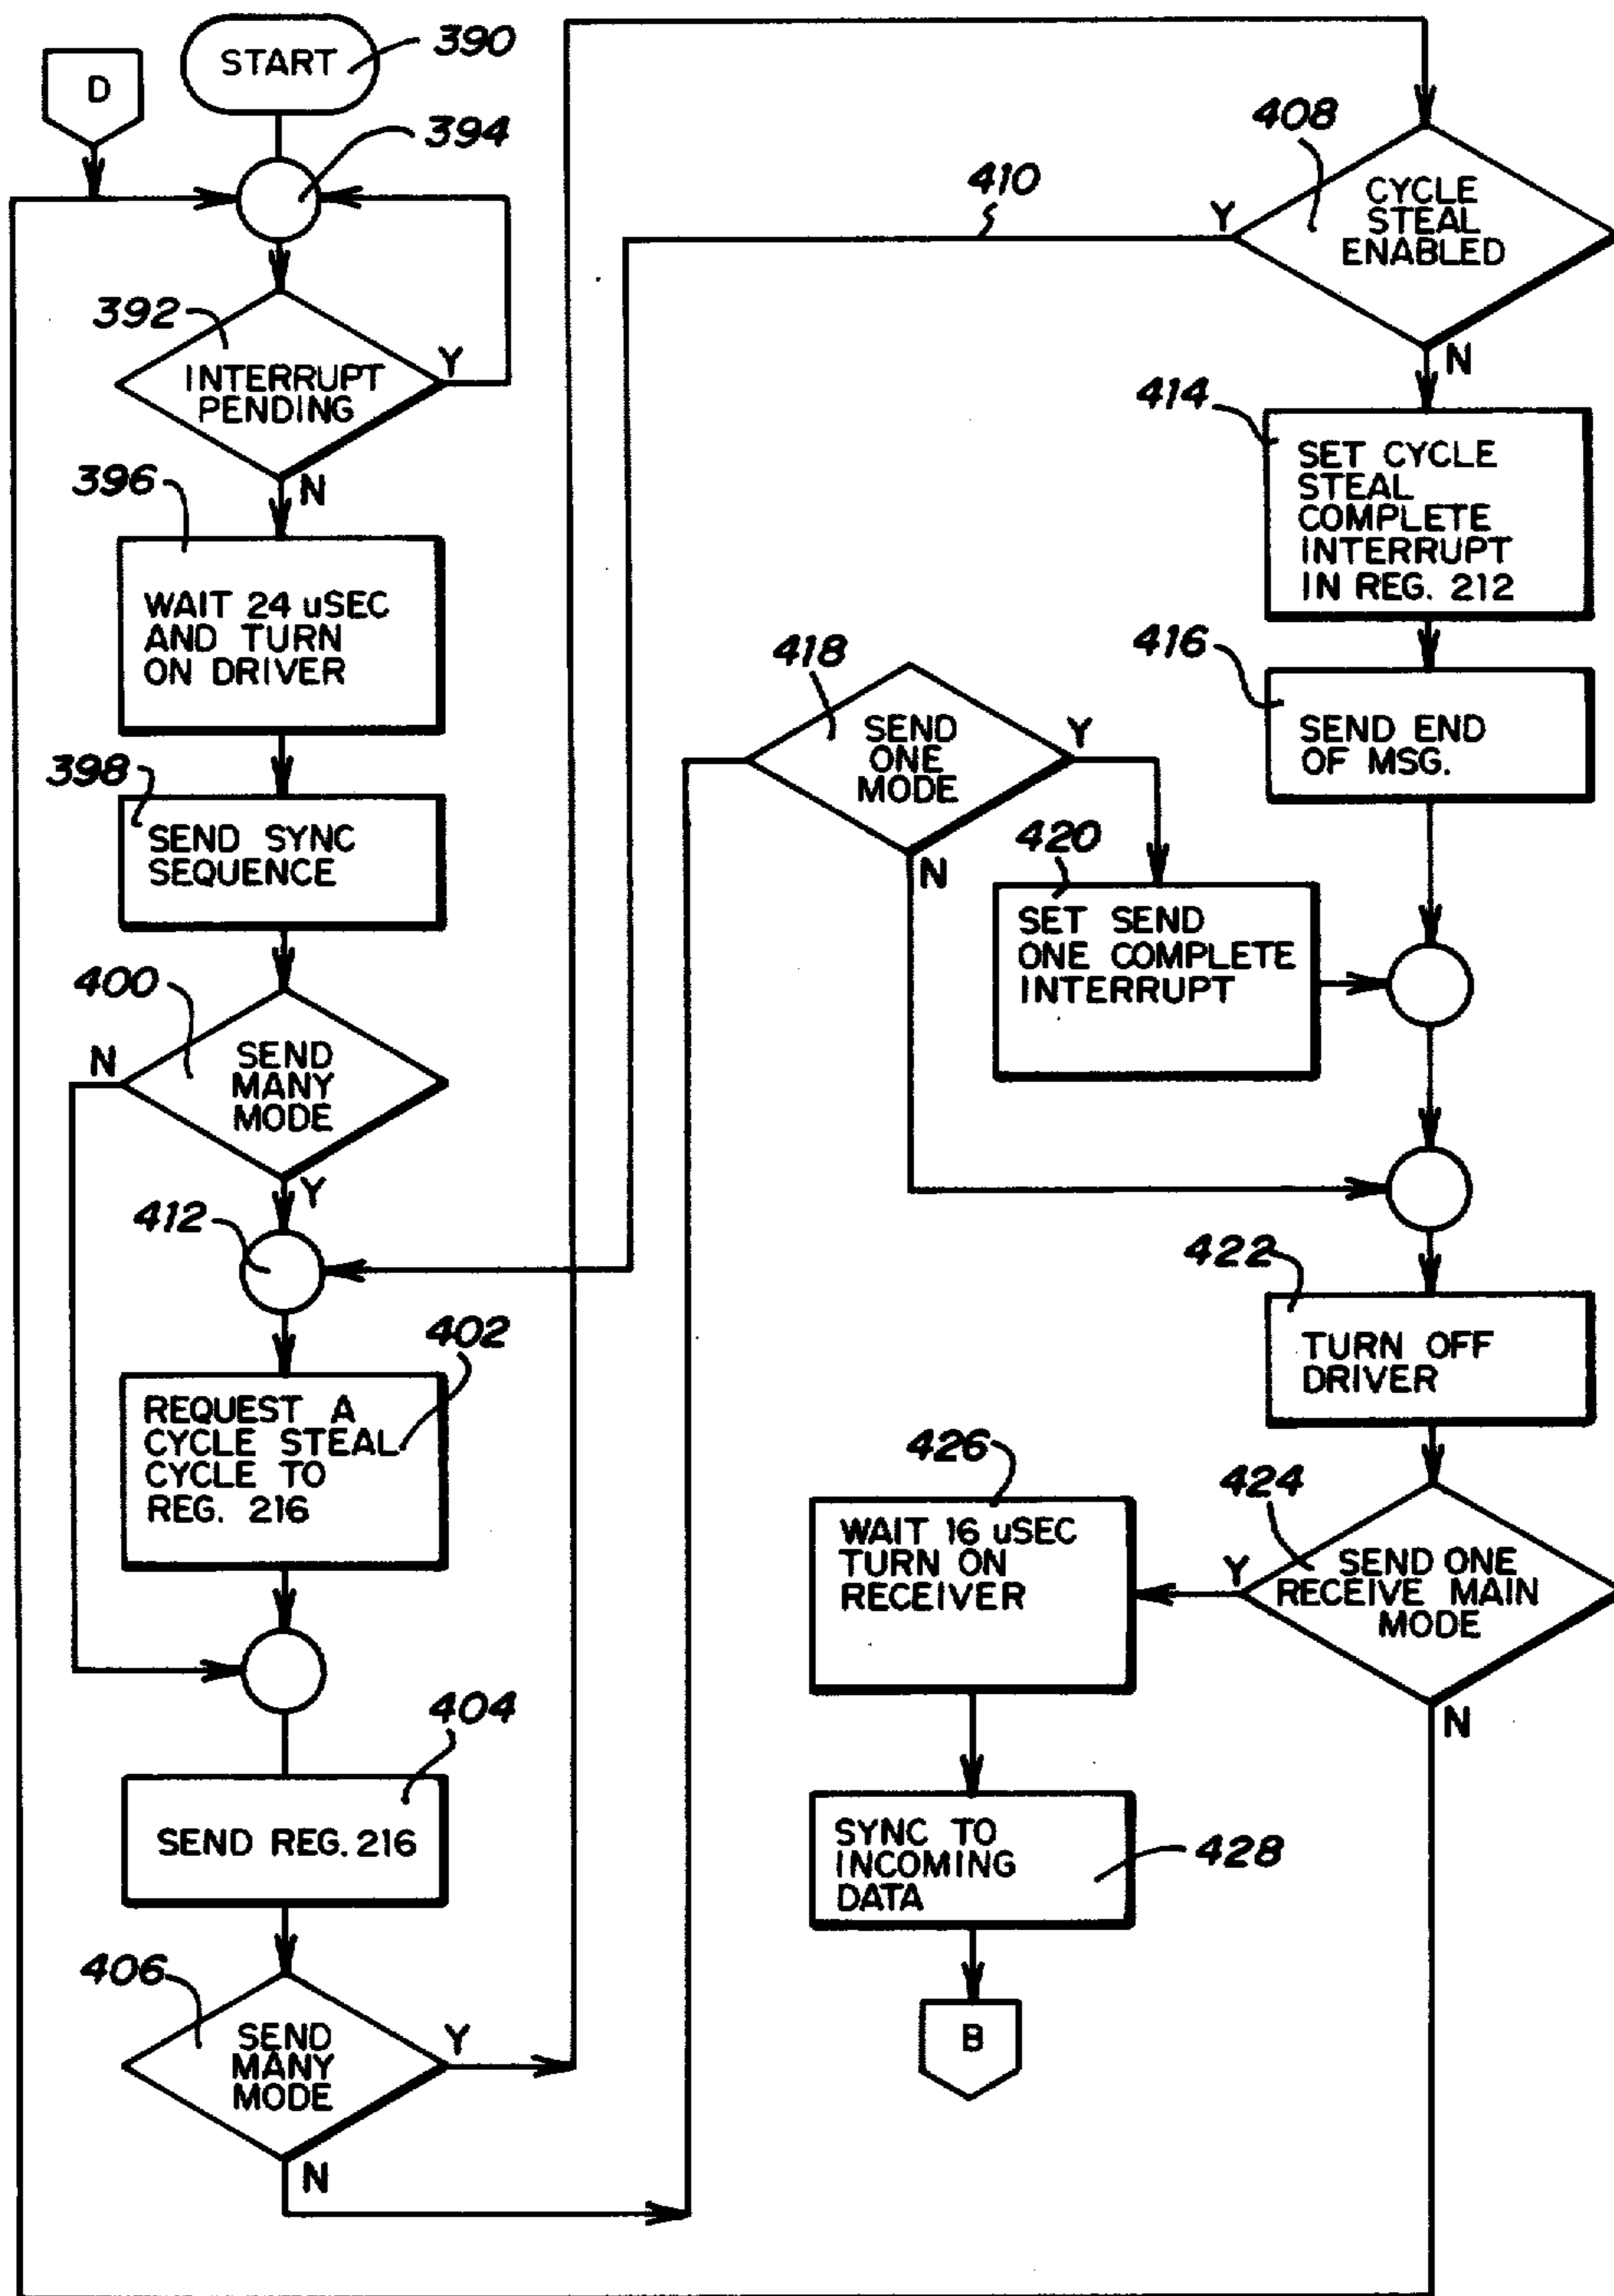 D
START
390
394
392
INTERRUPT
PENDING
Y
N
396
WAIT 24 uSEC
AND TURN
ON DRIVER
398
SEND SYNC
SEQUENCE
400
SEND
MANY
MODE
N
Y
412
402
REQUEST A
CYCLE STEAL
CYCLE TO
REG. 216
404
SEND REG. 216
406
SEND
MANY
MODE
Y
N
408
CYCLE
STEAL
ENABLED
Y
N
410
414
SET CYCLE
STEAL
COMPLETE
INTERRUPT
IN REG. 212
416
SEND END
OF MSG.
418
SEND
ONE
MODE
Y
N
420
SET SEND
ONE COMPLETE
INTERRUPT
422
TURN OFF
DRIVER
424
SEND ONE
RECEIVE MAIN
MODE
Y
N
426
WAIT 16 uSEC
TURN ON
RECEIVER
428
SYNC TO
INCOMING
DATA
B